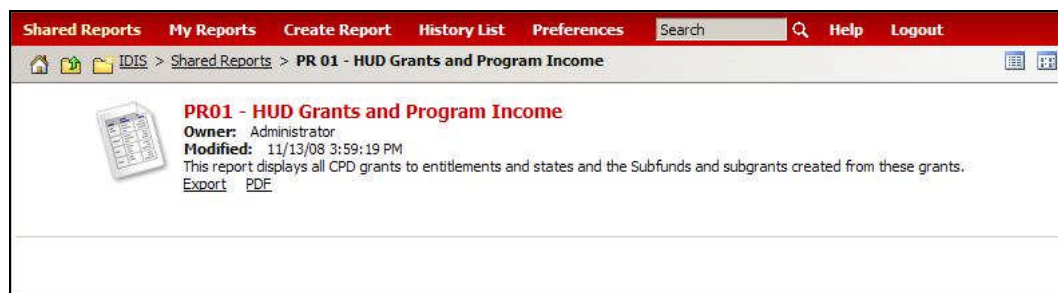 Shared Reports My Reports Create Report History List Preferences Search Help Logout
IDIS > Shared Reports > PR 01 - HUD Grants and Program Income
PR01 - HUD Grants and Program Income
Owner: Administrator
Modified: 11/13/08 3:59:19 PM
This report displays all CPD grants to entitlements and states and the Subfunds and subgrants created from these grants.
Export PDF